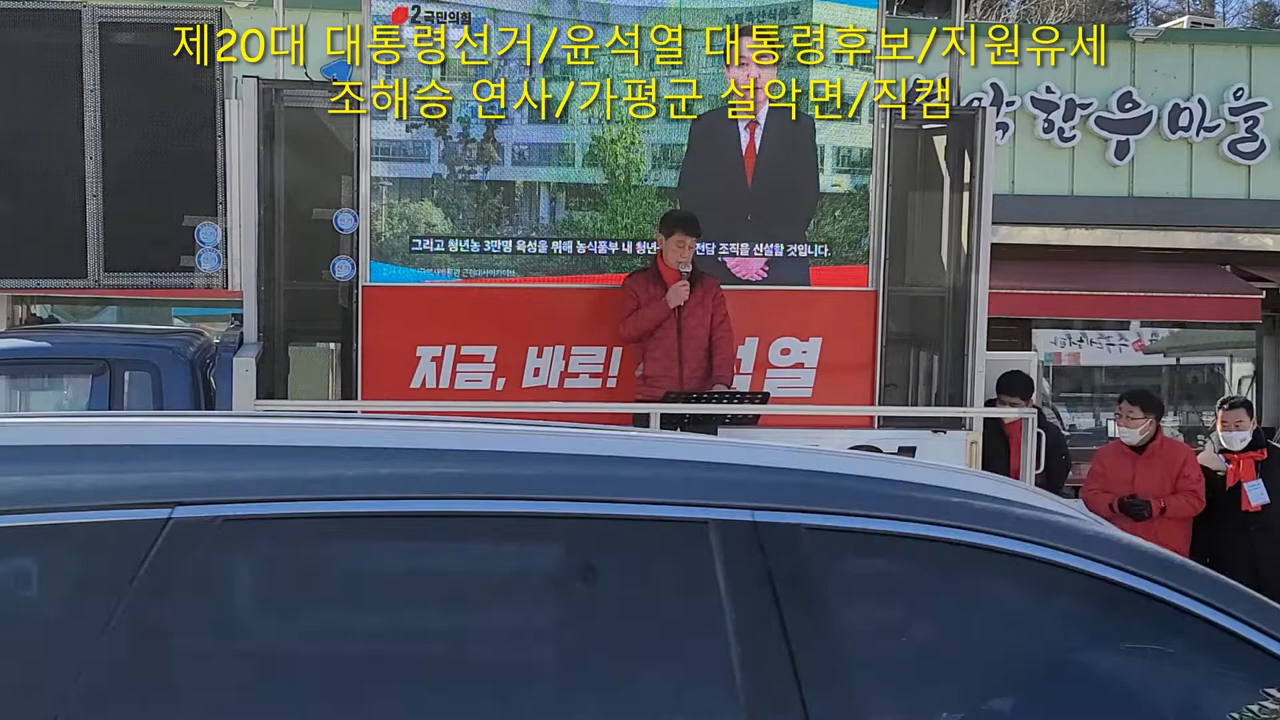 2 국민의힘
제20대 대통령선거/윤석열 대통령후보/지원유세
조해승 연사/가평군 설악면/직캠
악 한우마을
그리고 청년농 3만명 육성을 위해 농식품부 내 청년 전담 조직을 신설할 것입니다.
지금, 바로! 석열